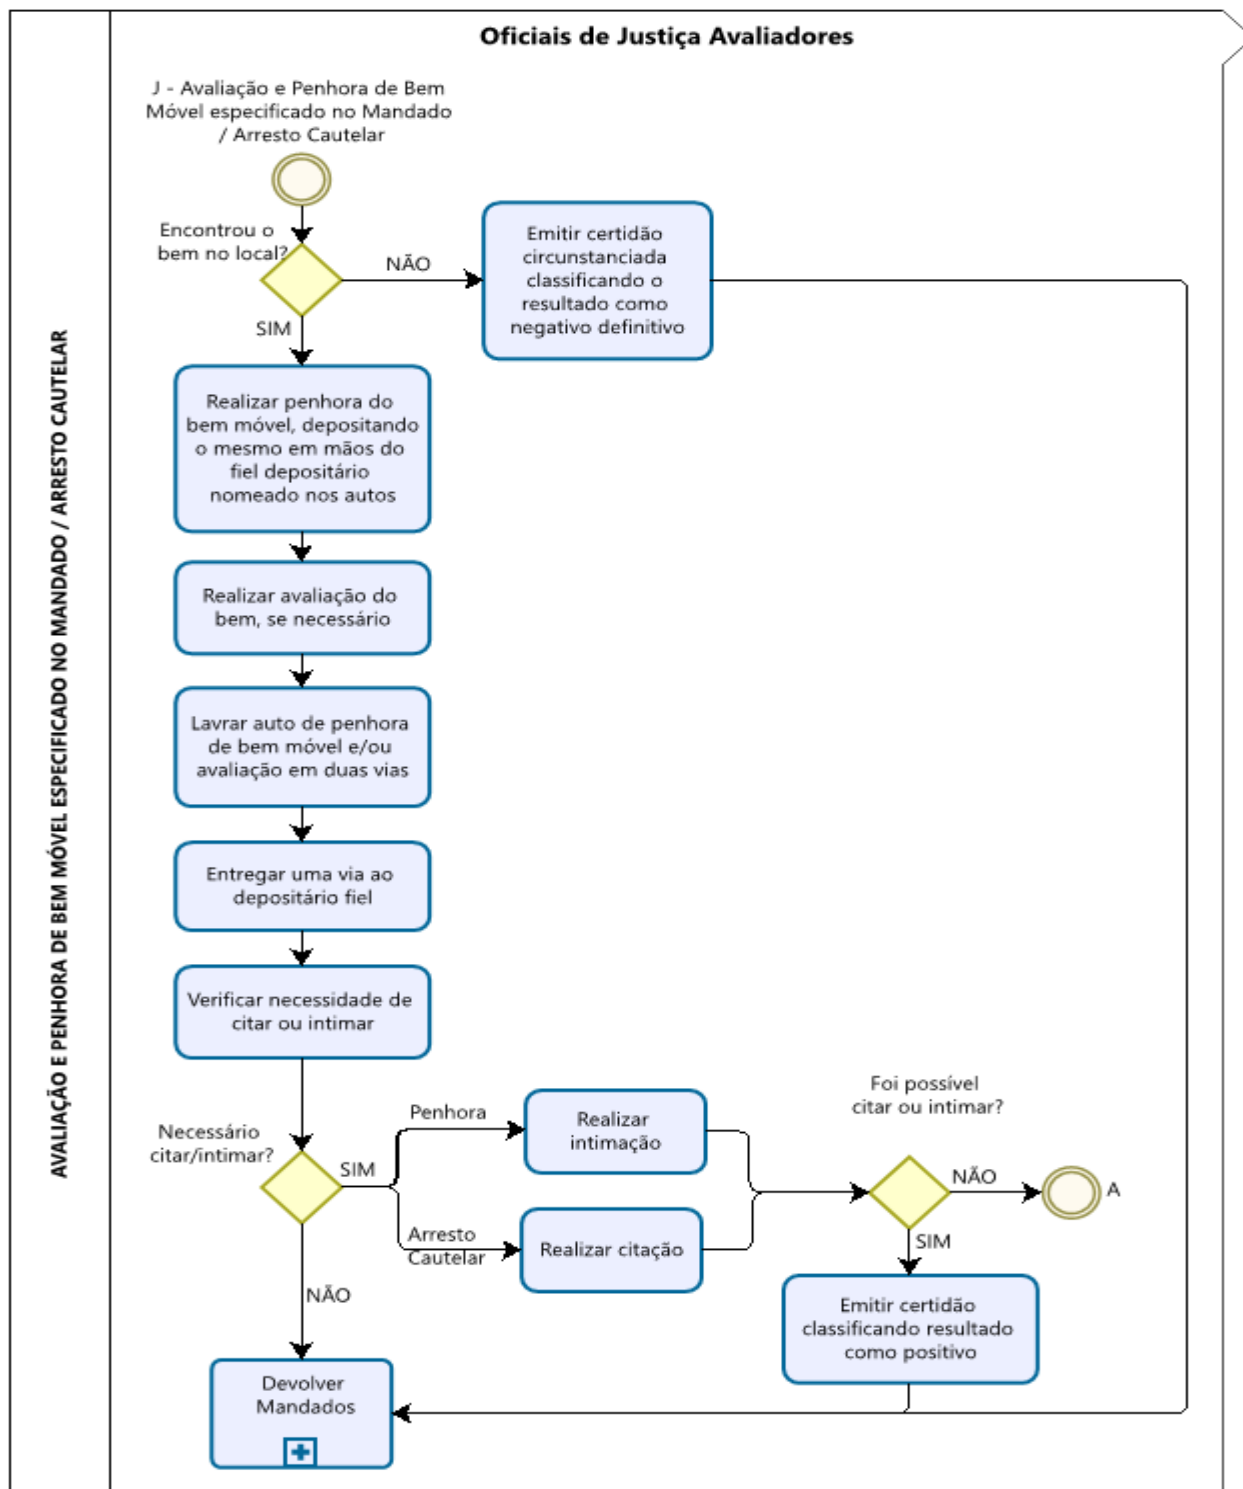 Oficiais de Justiça Avaliadores
AVALIAÇÃO E PENHORA DE BEM MÓVEL ESPECIFICADO NO MANDADO / ARRESTO CAUTELAR
J - Avaliação e Penhora de Bem
Móvel especificado no Mandado
/ Arresto Cautelar
Encontrou o
bem no local?
NÃO
Emitir certidão
circunstanciada
classificando o
resultado como
negativo definitivo
SIM
Realizar penhora do
bem móvel, depositando
o mesmo em mãos do
fiel depositário
nomeado nos autos
Realizar avaliação do
bem, se necessário
Lavrar auto de penhora
de bem móvel e/ou
avaliação em duas vias
Entregar uma via ao
depositário fiel
Verificar necessidade de
citar ou intimar
Necessário
citar/intimar?
SIM
Penhora
Realizar
intimação
Arresto
Cautelar
Realizar citação
Foi possível
citar ou intimar?
NÃO
A
SIM
Emitir certidão
classificando resultado
como positivo
NÃO
Devolver
Mandados